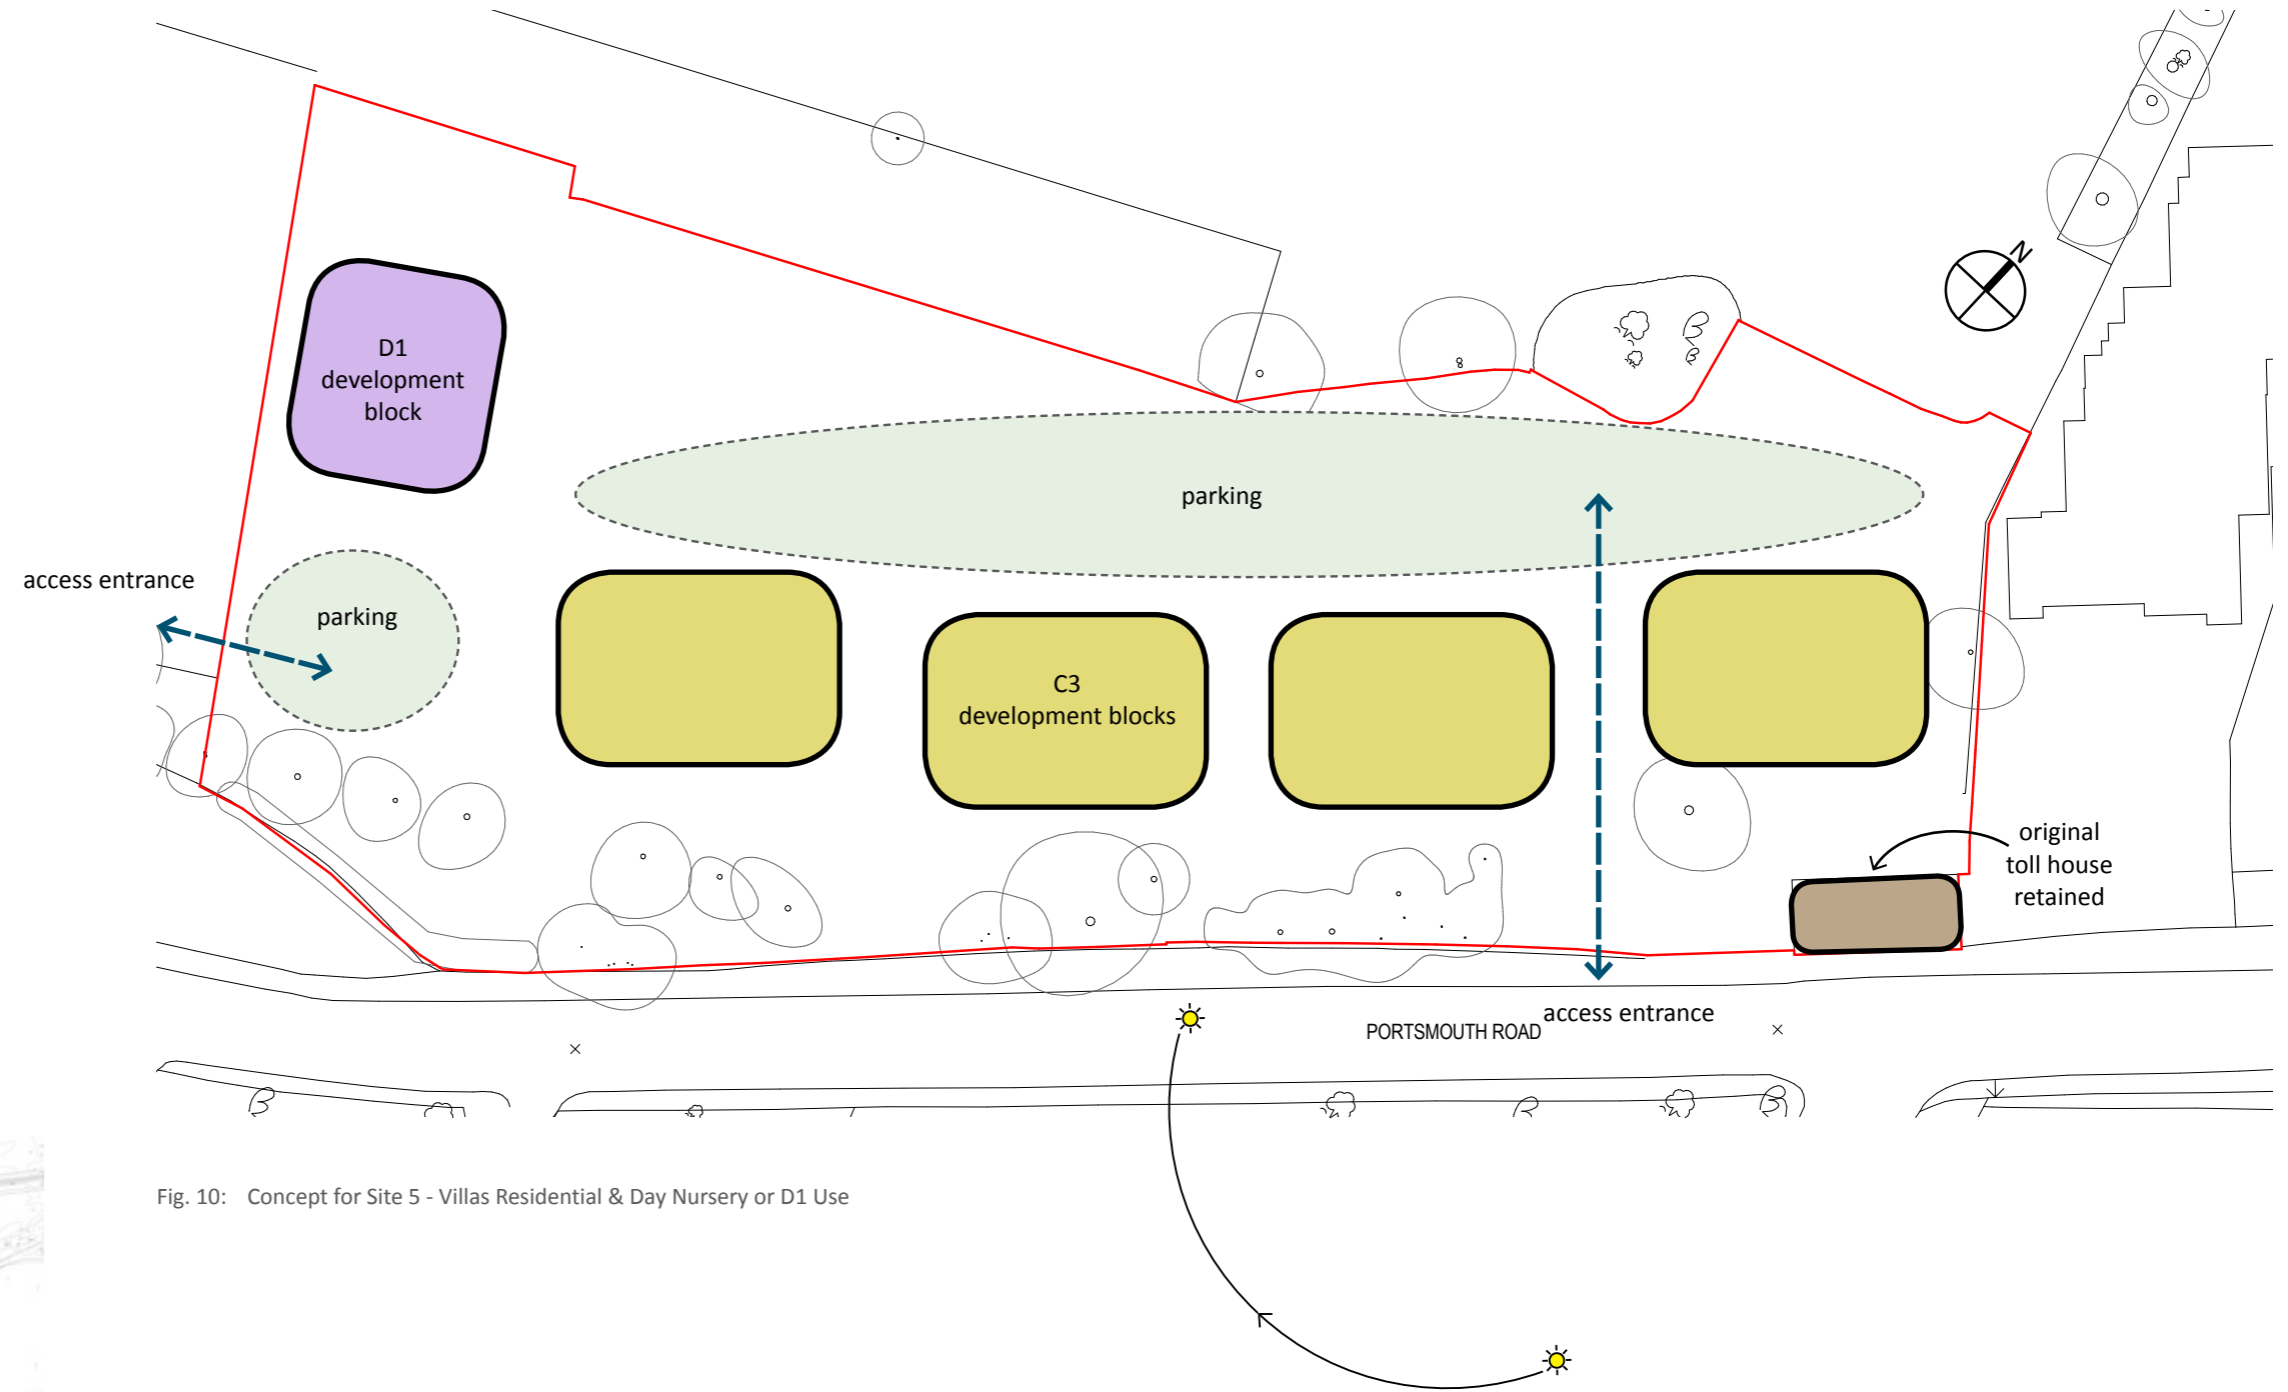 N
D1
development
block
parking
access entrance
parking
C3
development blocks
original
toll house
retained
access entrance
PORTSMOUTH ROAD
Fig. 10: Concept for Site 5 - Villas Residential & Day Nursery or D1 Use